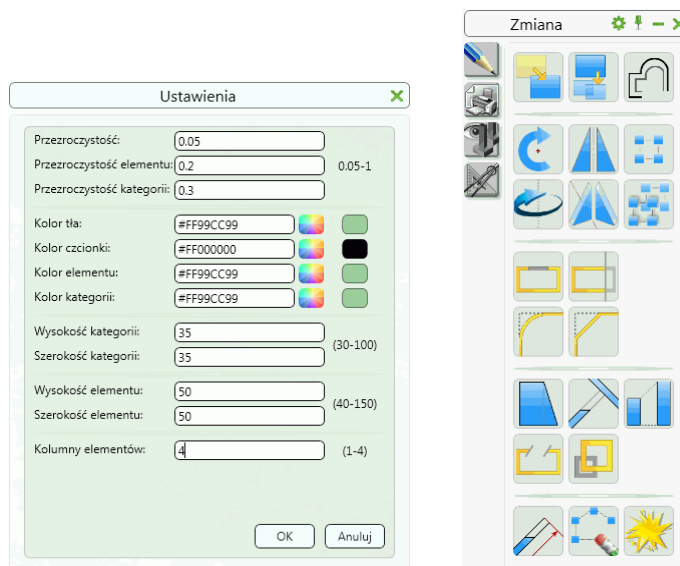 Ustawienia
Przezroczystość:
0.05
Przezroczystość elementu:
0.2
0.05-1
Przezroczystość kategorii:
0.3
Kolor tła:
#FF99CC99
Kolor czcionki:
#FF000000
Kolor elementu:
#FF99CC99
Kolor kategorii:
#FF99CC99
Wysokość kategorii:
35
(30-100)
Szerokość kategorii:
35
Wysokość elementu:
50
(40-150)
Szerokość elementu:
50
Kolumny elementów:
4
(1-4)
OK
Anuluj
Zmiana